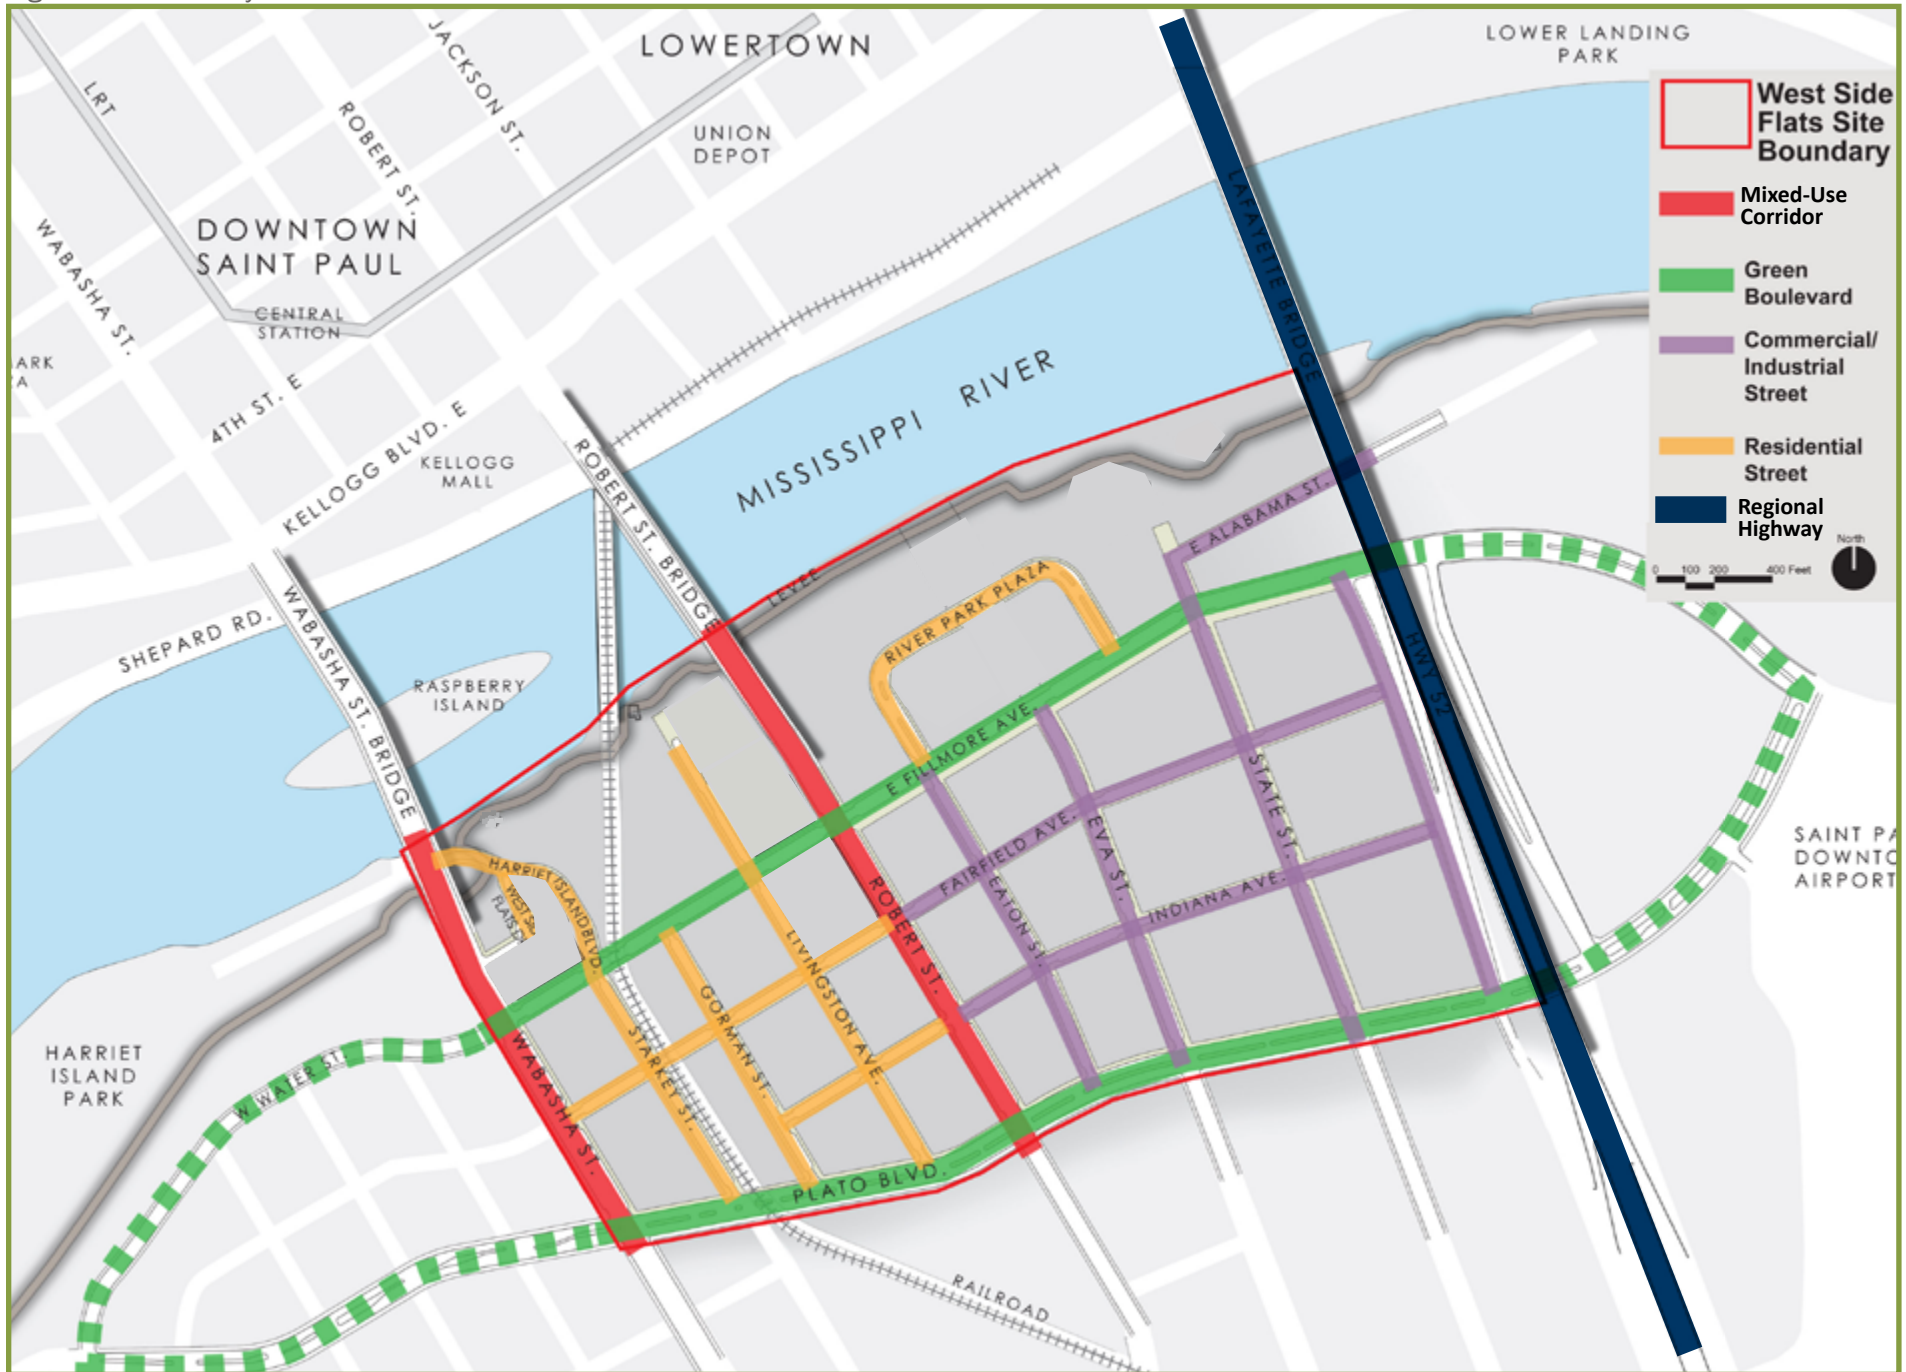 LOWERTOWN
LOWER LANDING
PARK
JACKSON ST.
LRT
ROBERT ST.
UNION
DEPOT
DOWNTOWN
SAINT PAUL
WABASHA ST.
CENTRAL
STATION
4TH ST. E
KELLOGG BLVD. E
KELLOGG
MALL
ROBERT ST. BRIDGE
MISSISSIPPI RIVER
LAFAYETTE BRIDGE
West Side
Flats Site
Boundary
Mixed-Use
Corridor
Green
Boulevard
Commercial/
Industrial
Street
Residential
Street
Regional
Highway
North
0 100 200 400 Feet
SHEPARD RD.
WABASHA ST. BRIDGE
RASPBERRY
ISLAND
LEVEE
RIVER PARK PLAZA
E ALABAMA ST.
HWY 52
E FILLMORE AVE.
FAIRFIELD AVE.
EVA ST.
STATE ST.
EATON ST.
INDIANA AVE.
ROBERT ST.
LIVINGSTON AVE.
GORMAN ST.
HARRIET ISLAND BLVD.
STARKEY ST.
WABASHA ST.
W WATER ST.
HARRIET
ISLAND
PARK
PLATO BLVD.
RAILROAD
SAINT PA
DOWNTO
AIRPORT